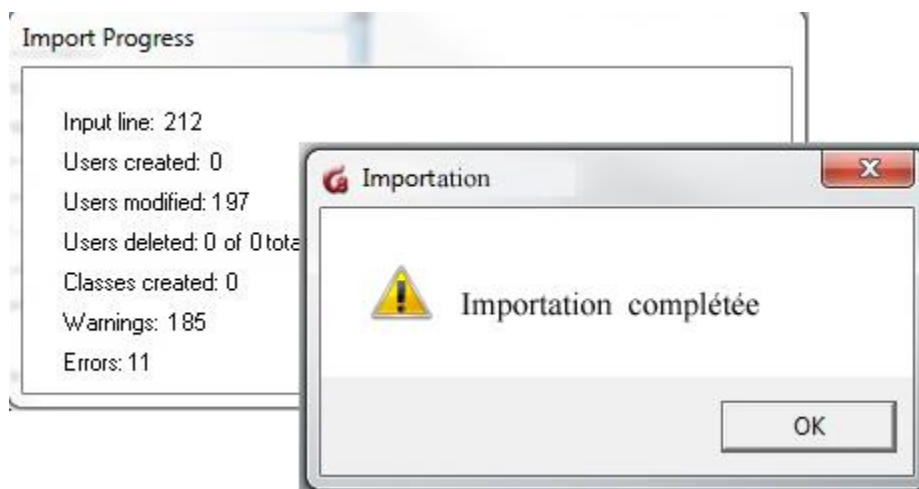 Import Progress
Input line: 212
Users created: 0
Users modified: 197
Users deleted: 0 of 0 tota
Classes created: 0
Warnings: 185
Errors: 11
Importation
Importation complétée
OK